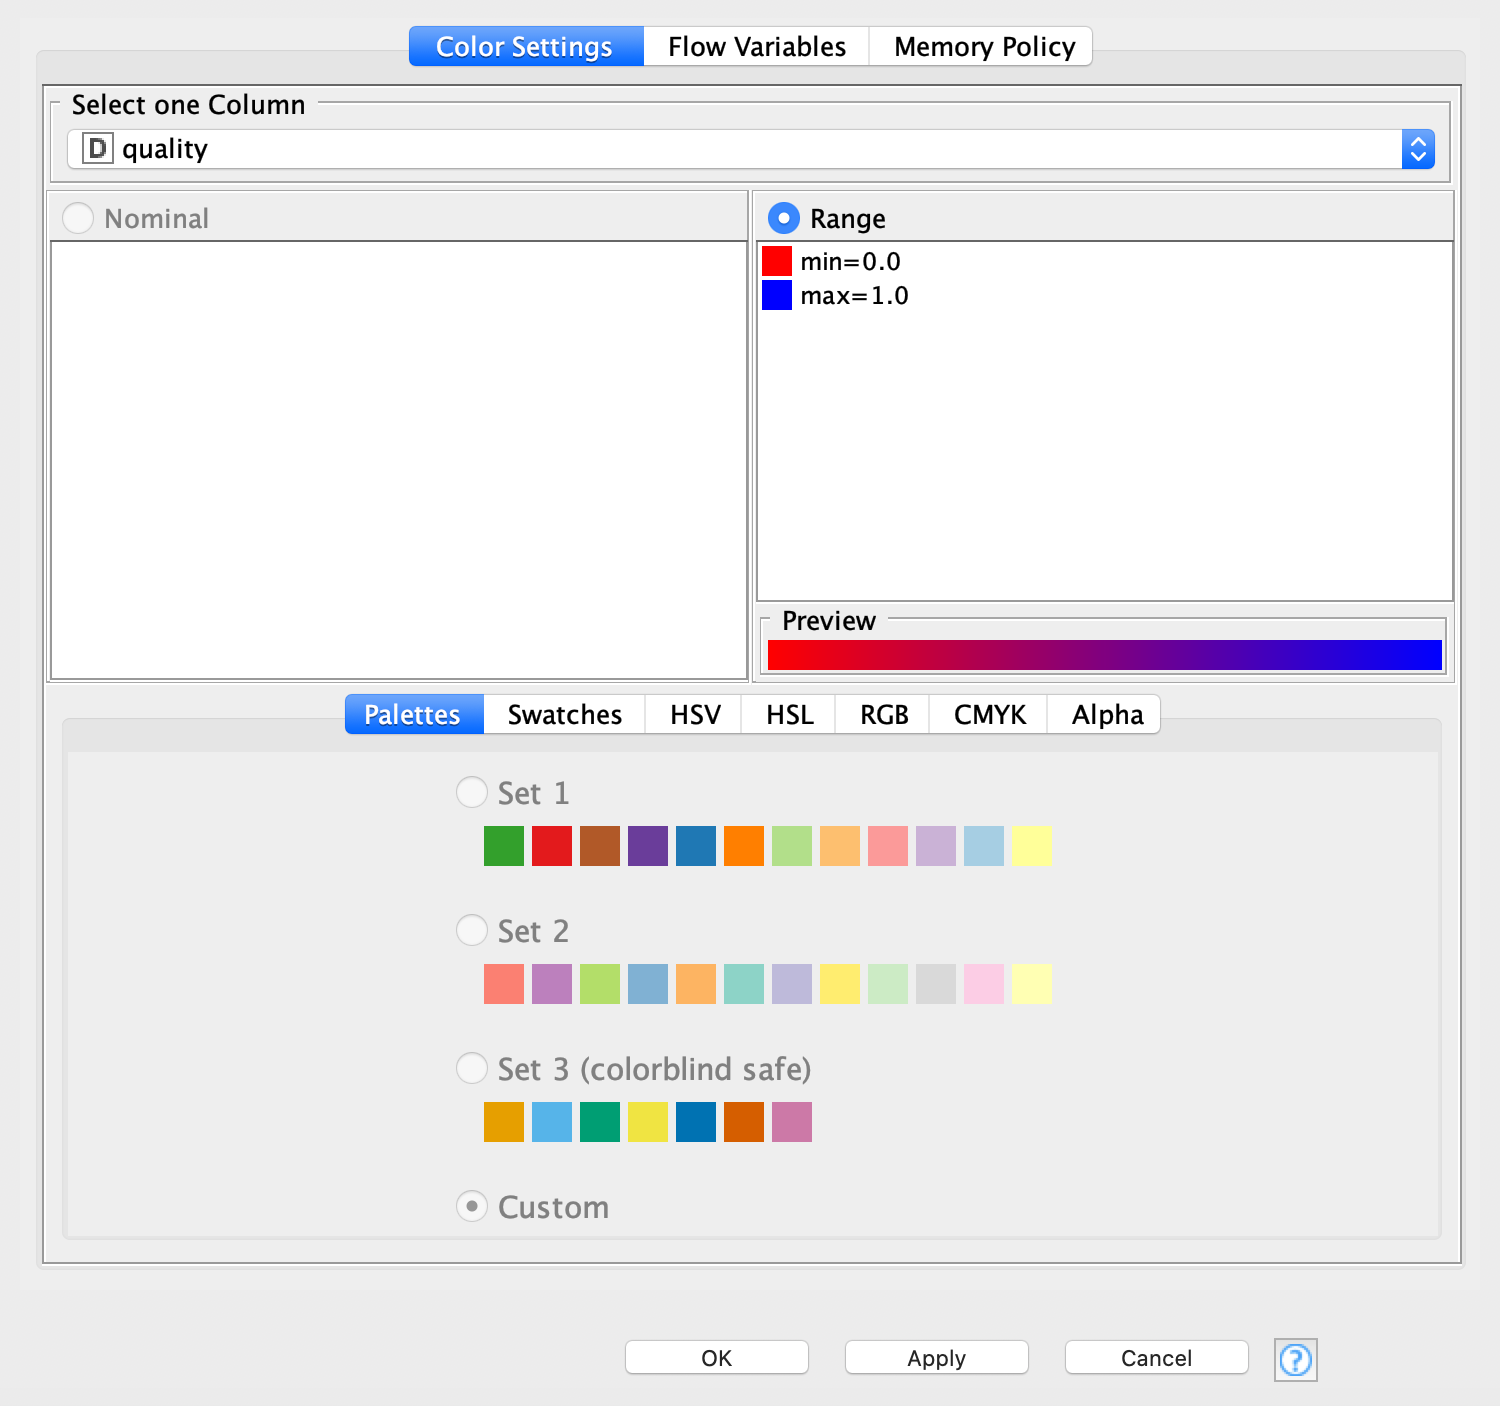 Color Settings Flow Variables Memory Policy
Select one Column
D quality
Nominal
Range
min=0.0
max=1.0
Preview
Palettes Swatches HSV HSL RGB CMYK Alpha
Set 1
Set 2
Set 3 (colorblind safe)
Custom
OK Apply Cancel ?